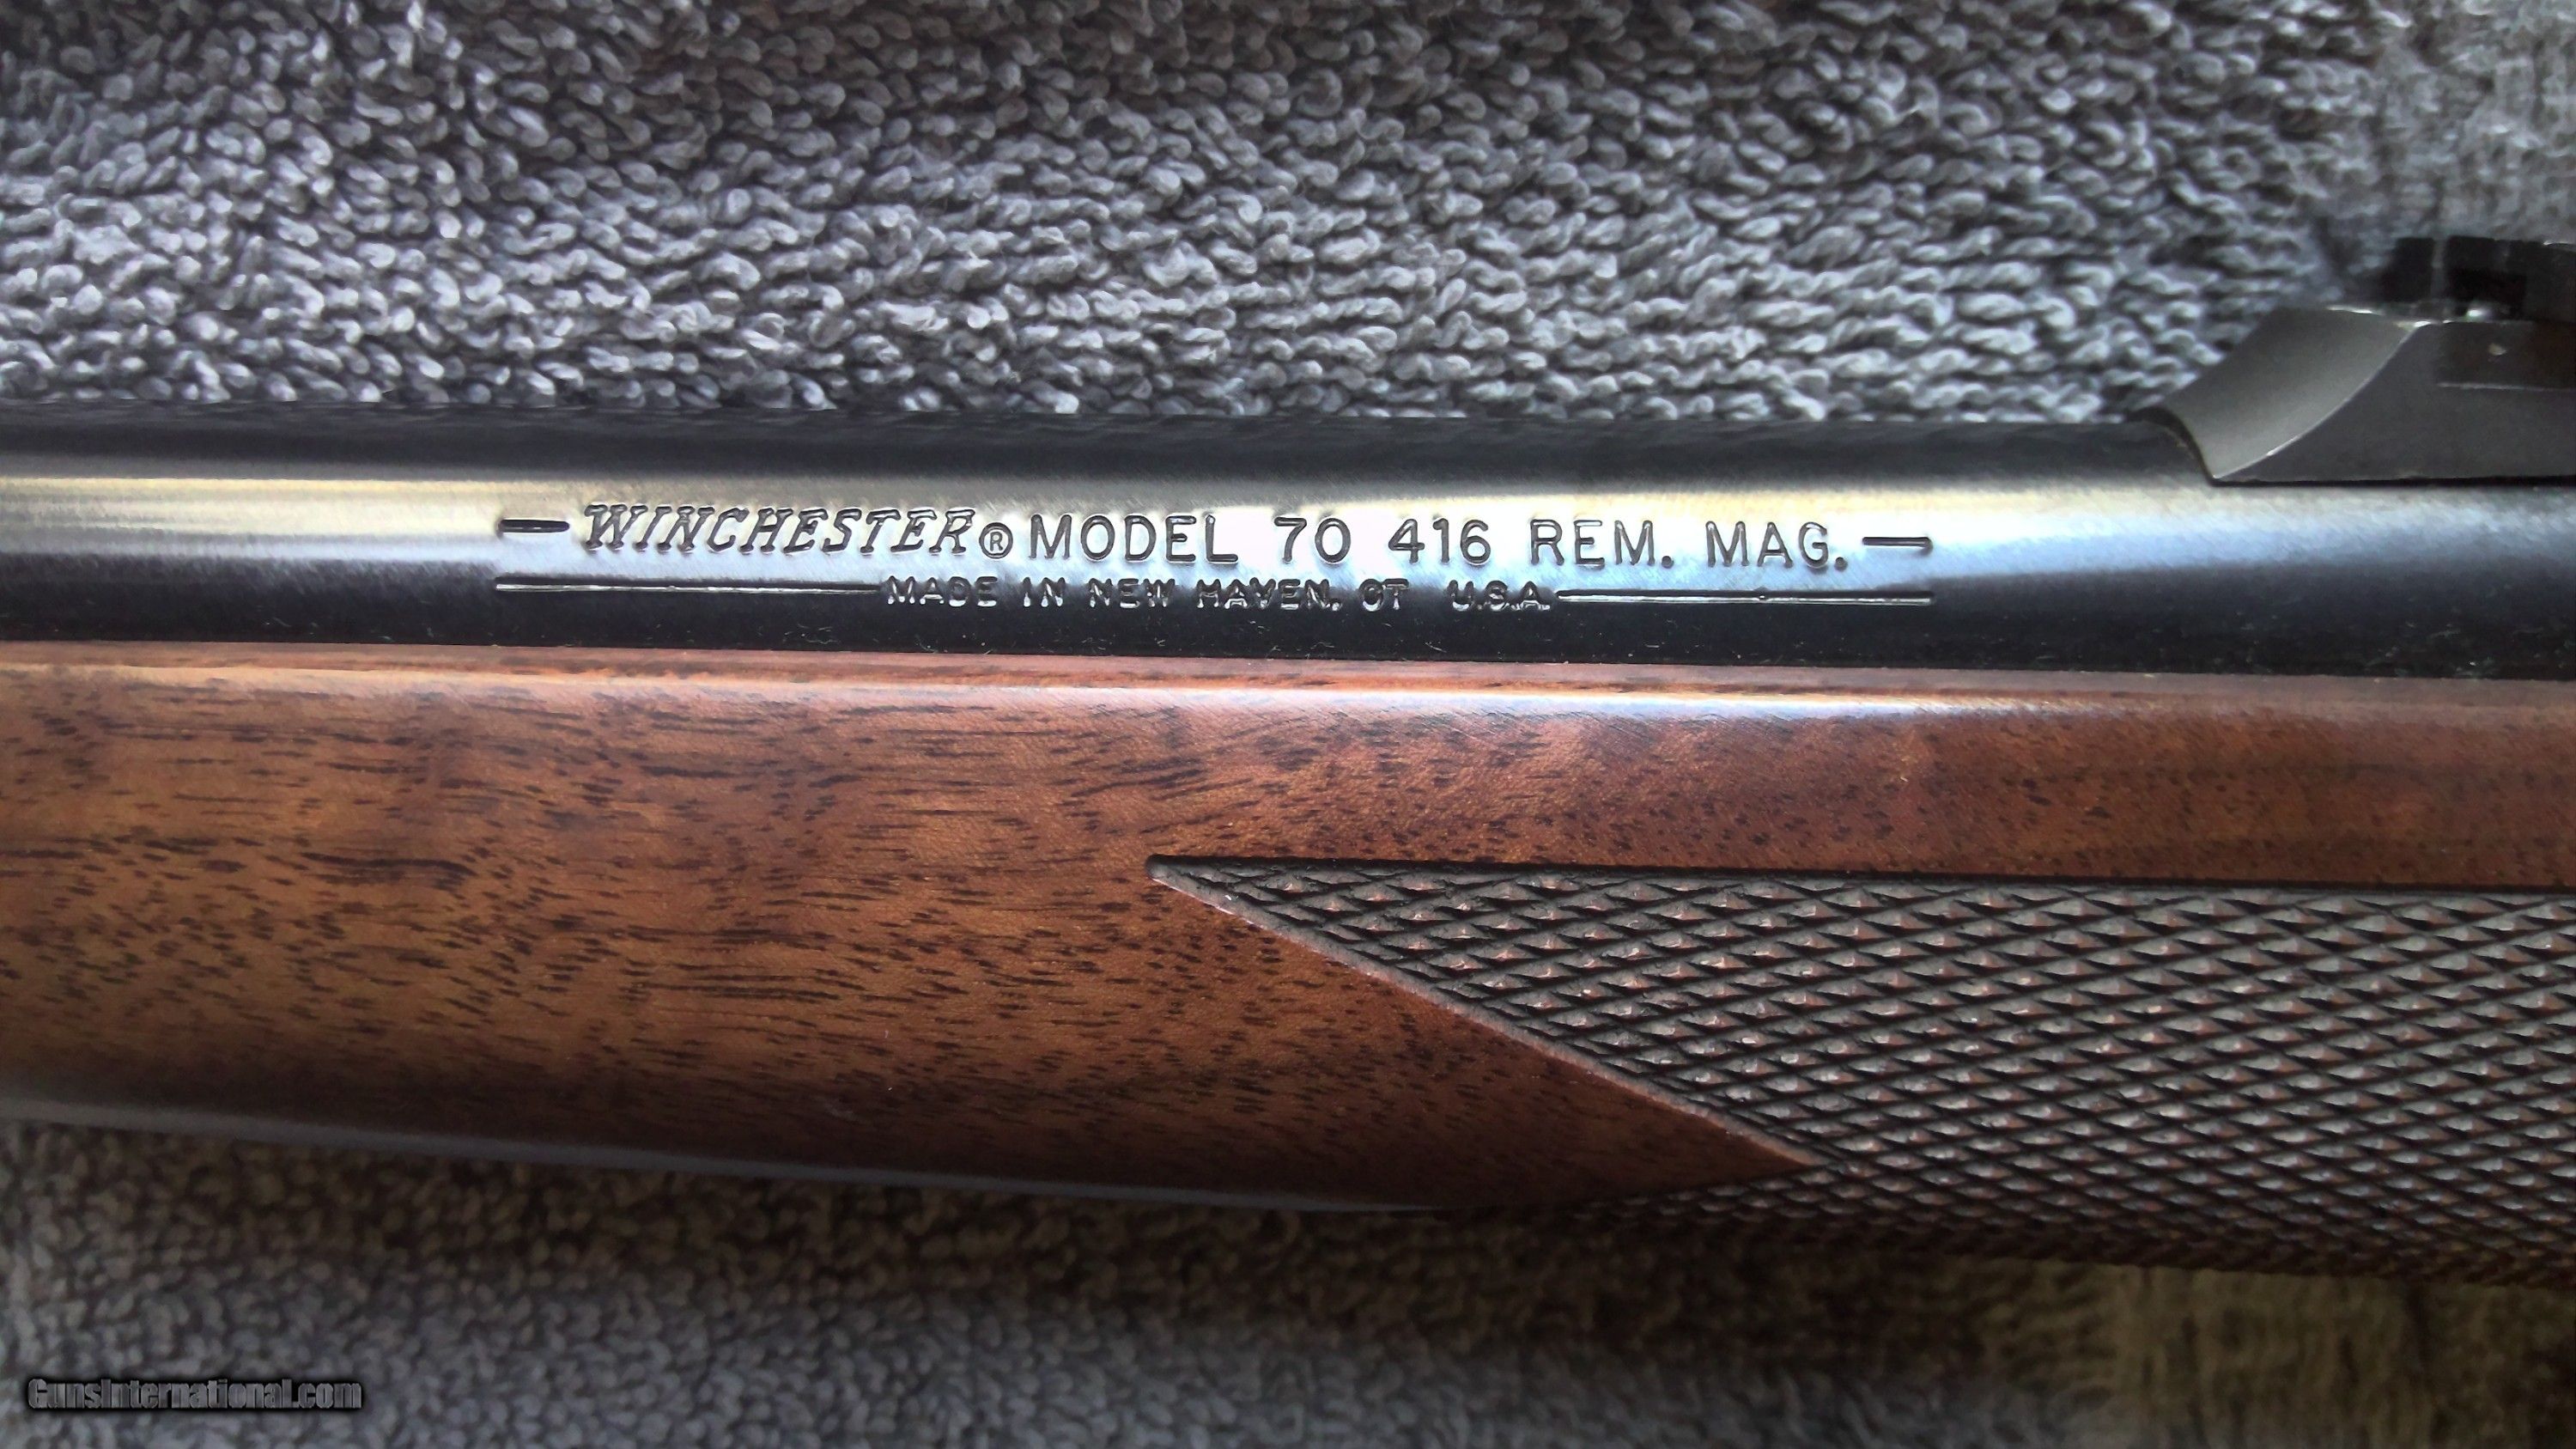 WINCHESTER® MODEL 70 416 REM. MAG.
MADE IN NEW HAVEN, CT U.S.A.
GunsInternational.com